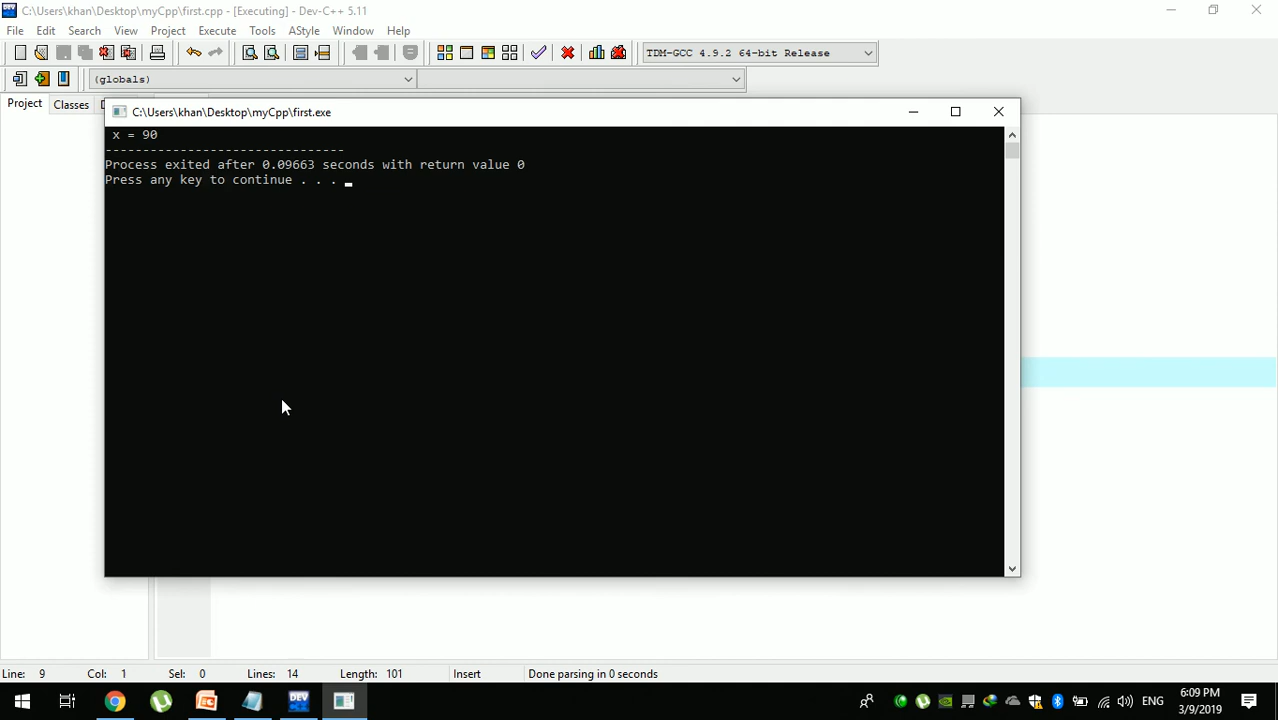 C:\Users\khan\Desktop\myCpp\first.cpp - [Executing] - Dev-C++ 5.11
File Edit Search View Project Execute Tools AStyle Window Help
TDM-GCC 4.9.2 64-bit Release
(globals)
Project Classes D
C:\Users\khan\Desktop\myCpp\first.exe
x = 90
--------------------------------
Process exited after 0.09663 seconds with return value 0
Press any key to continue . . .
Line: 9 Col: 1 Sel: 0 Lines: 14 Length: 101 Insert Done parsing in 0 seconds
DEV
ENG
6:09 PM
3/9/2019